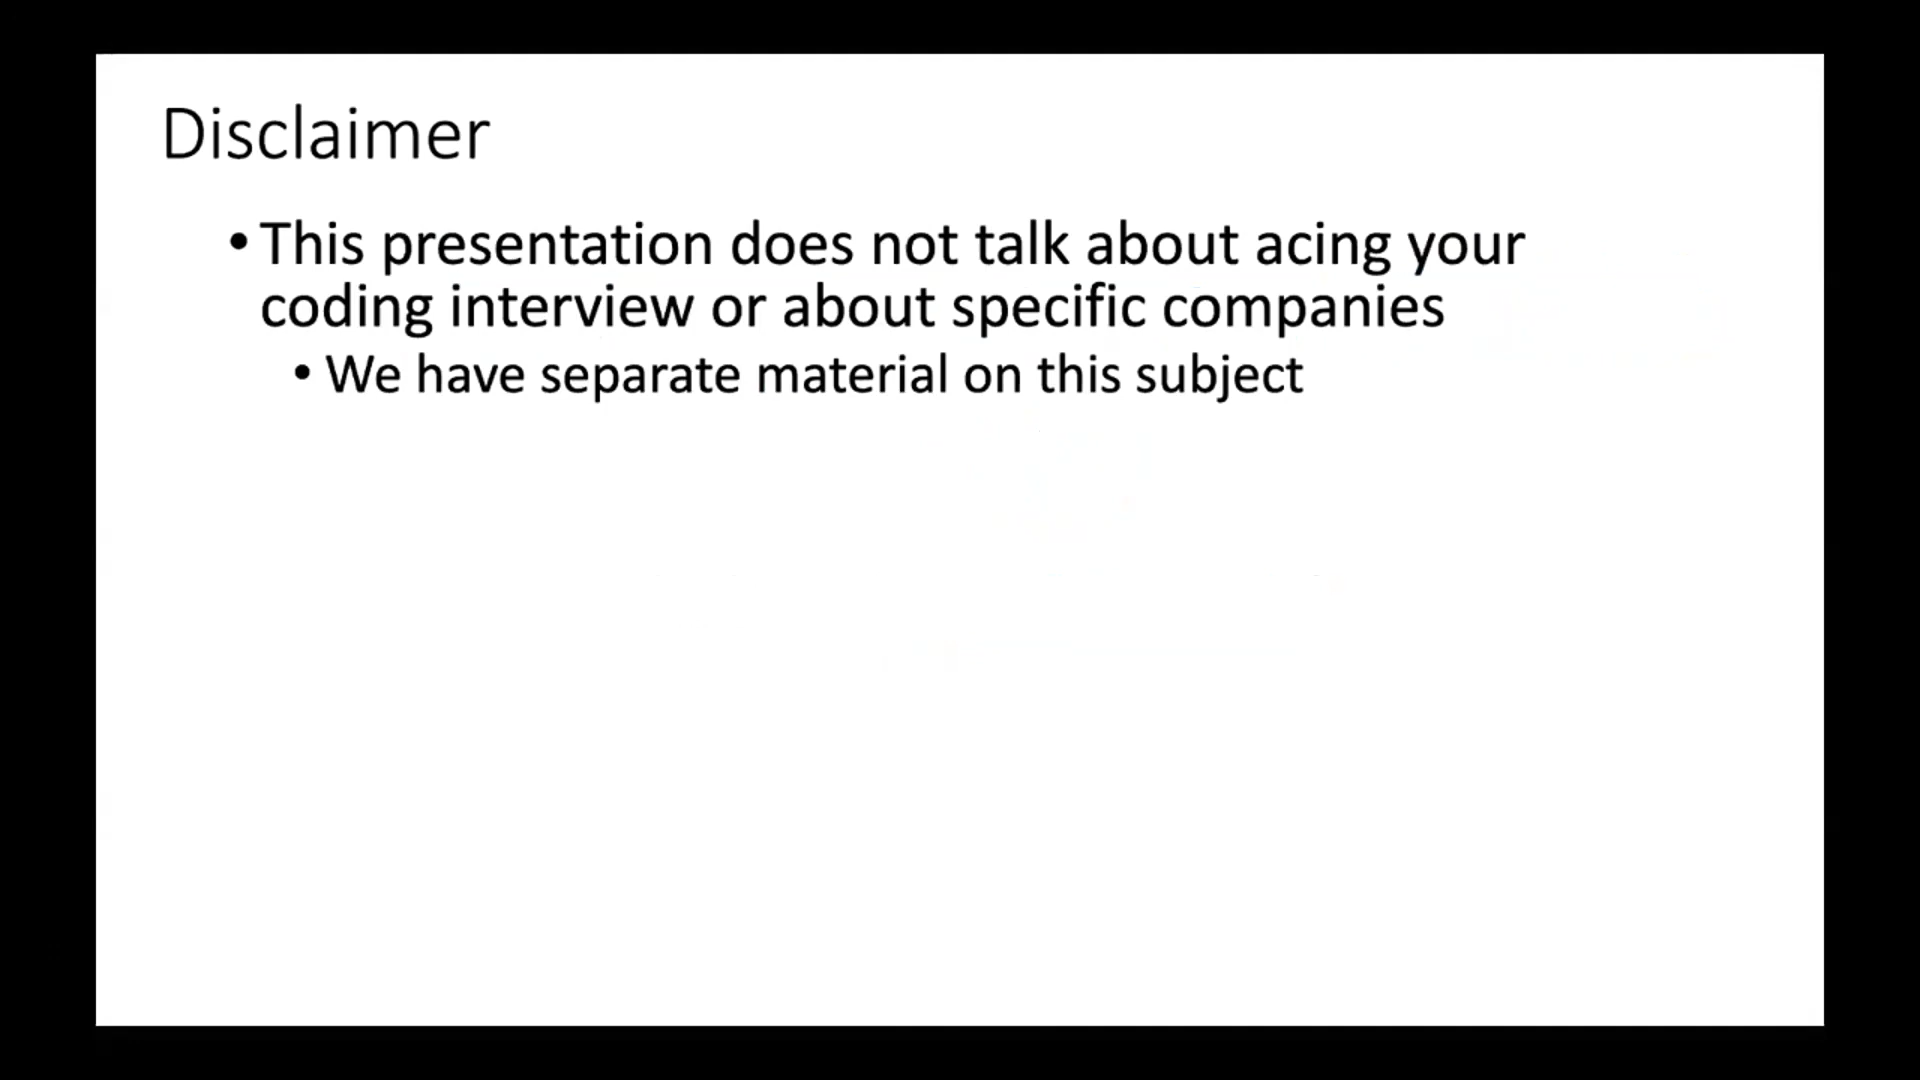 Disclaimer
• This presentation does not talk about acing your
coding interview or about specific companies
• We have separate material on this subject